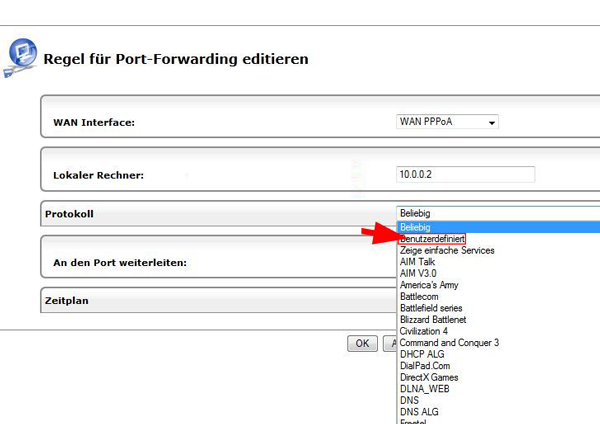 Regel für Port-Forwarding editieren
WAN Interface: WAN PPPoA
Lokaler Rechner: 10.0.0.2
Protokoll Beliebig
Beliebig
Benutzerdefiniert
Zeige einfache Services
An den Port weiterleiten:
AIM Talk
AIM V3.0
America's Army
Battlecom
Zeitplan
Battlefield series
Blizzard Battlenet
Civilization 4
OK
Command and Conquer 3
DHCP ALG
DialPad.Com
DirectX Games
DLNA_WEB
DNS
DNS ALG